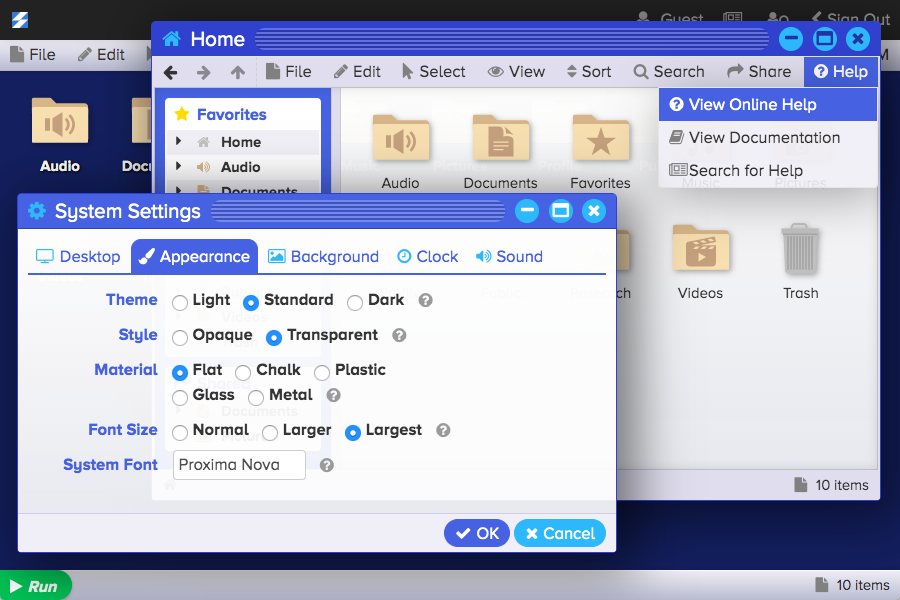 Guest Sign Out
File Edit
M
Home
File Edit Select View Sort Search Share Help
View Online Help
View Documentation
Search for Help
Favorites
Home
Audio
Documents
Audio
Audio Documents Favorites Music Pictures
Videos Trash
10 items
System Settings
Desktop Appearance Background Clock Sound
Theme Light Standard Dark ?
Style Opaque Transparent ?
Material Flat Chalk Plastic
Glass Metal ?
Font Size Normal Larger Largest ?
System Font Proxima Nova ?
OK Cancel
Run 10 items